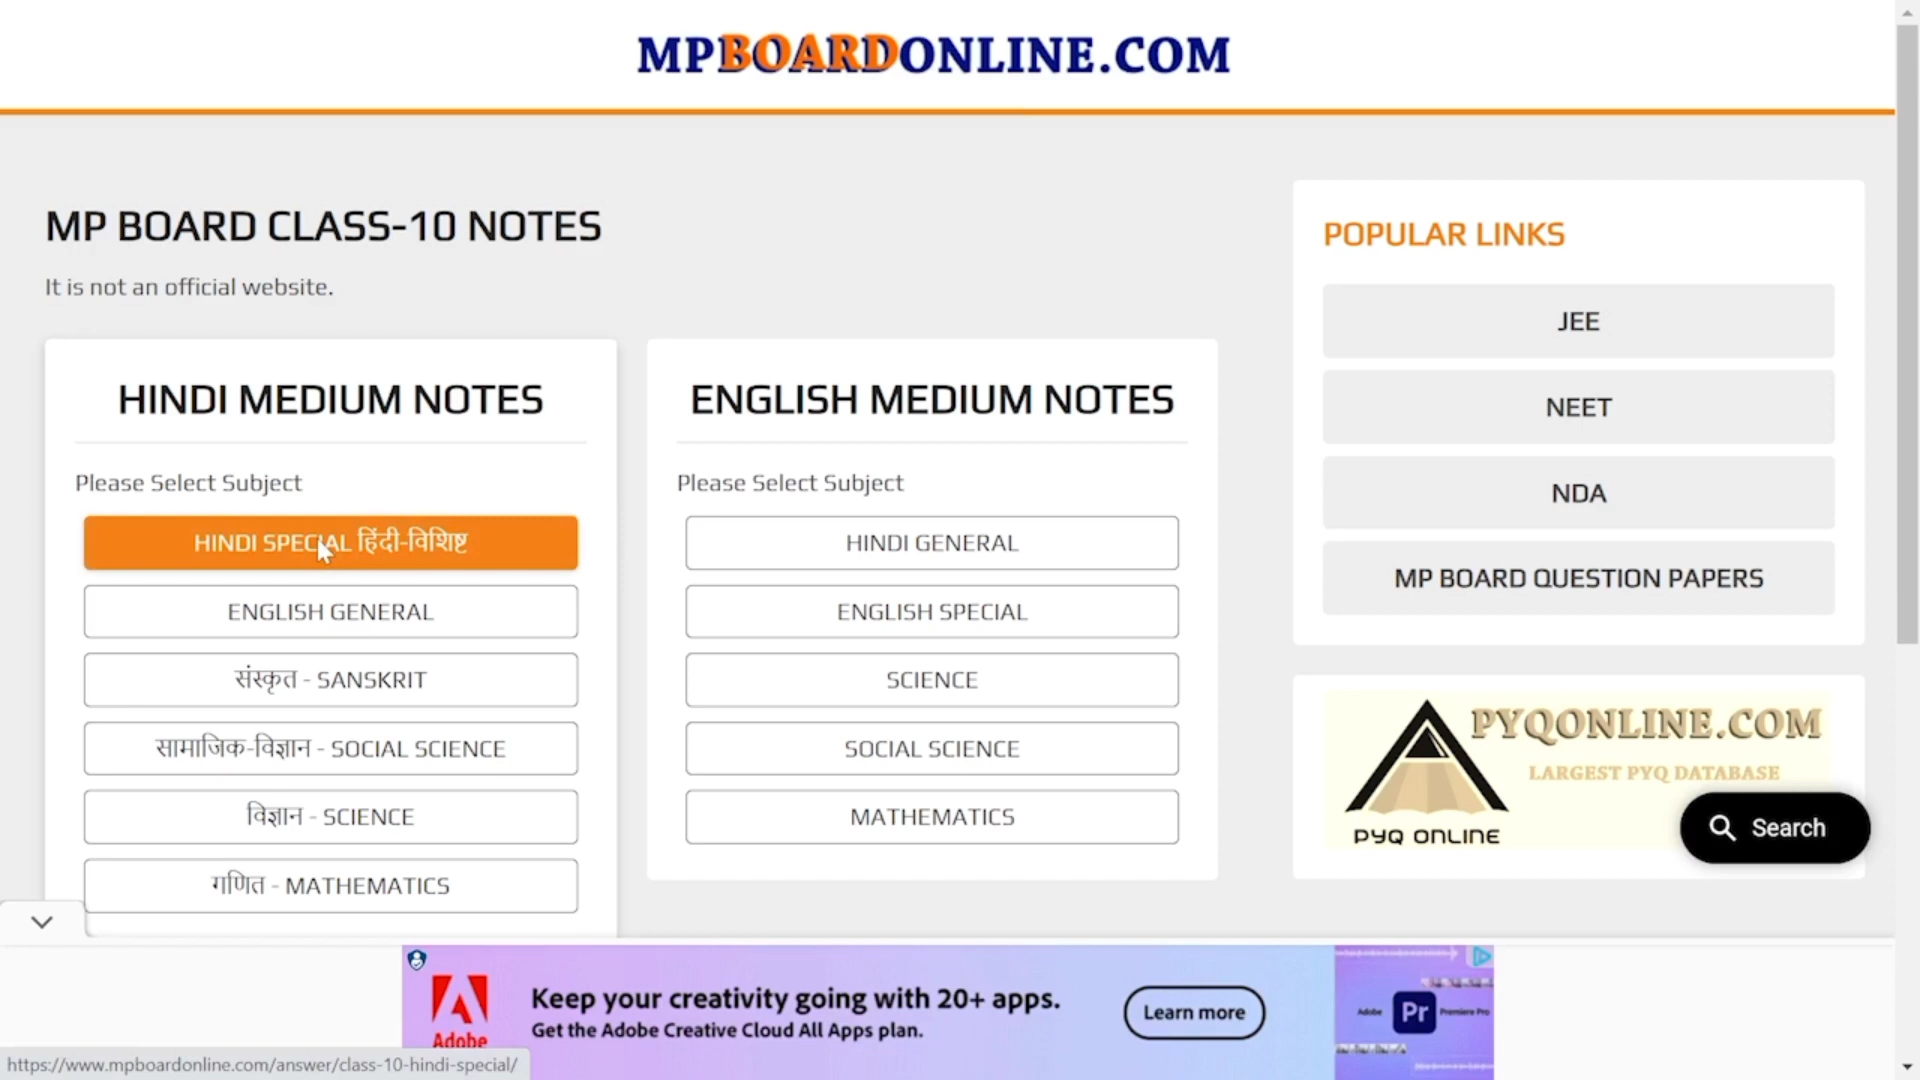 MPBOARDONLINE.COM
MP BOARD CLASS-10 NOTES
It is not an official website.
HINDI MEDIUM NOTES
Please Select Subject
HINDI SPECIAL हिंदी-विशिष्ट
ENGLISH GENERAL
संस्कृत - SANSKRIT
सामाजिक-विज्ञान - SOCIAL SCIENCE
विज्ञान - SCIENCE
गणित - MATHEMATICS
ENGLISH MEDIUM NOTES
Please Select Subject
HINDI GENERAL
ENGLISH SPECIAL
SCIENCE
SOCIAL SCIENCE
MATHEMATICS
POPULAR LINKS
JEE
NEET
NDA
MP BOARD QUESTION PAPERS
PYQONLINE.COM
LARGEST PYQ DATABASE
PYQ ONLINE
Search
Adobe
Keep your creativity going with 20+ apps.
Get the Adobe Creative Cloud All Apps plan.
Learn more
Adobe Pr Premiere Pro
https://www.mpboardonline.com/answer/class-10-hindi-special/